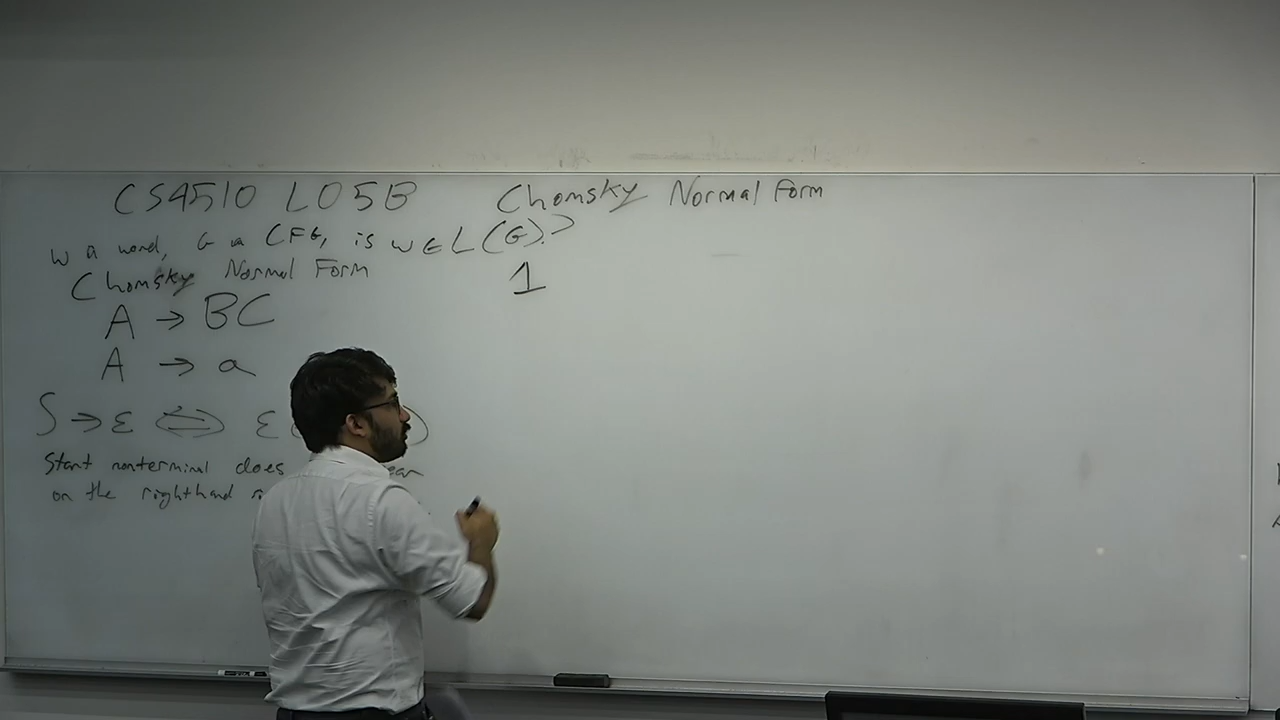 CS4510 L05B
w a word, G a CFG, is w ∈ L(G)?
Chomsky Normal Form
A → BC
A → a
S → ε ⟺ ε
Start nonterminal does
on the righthand
Chomsky Normal Form
1